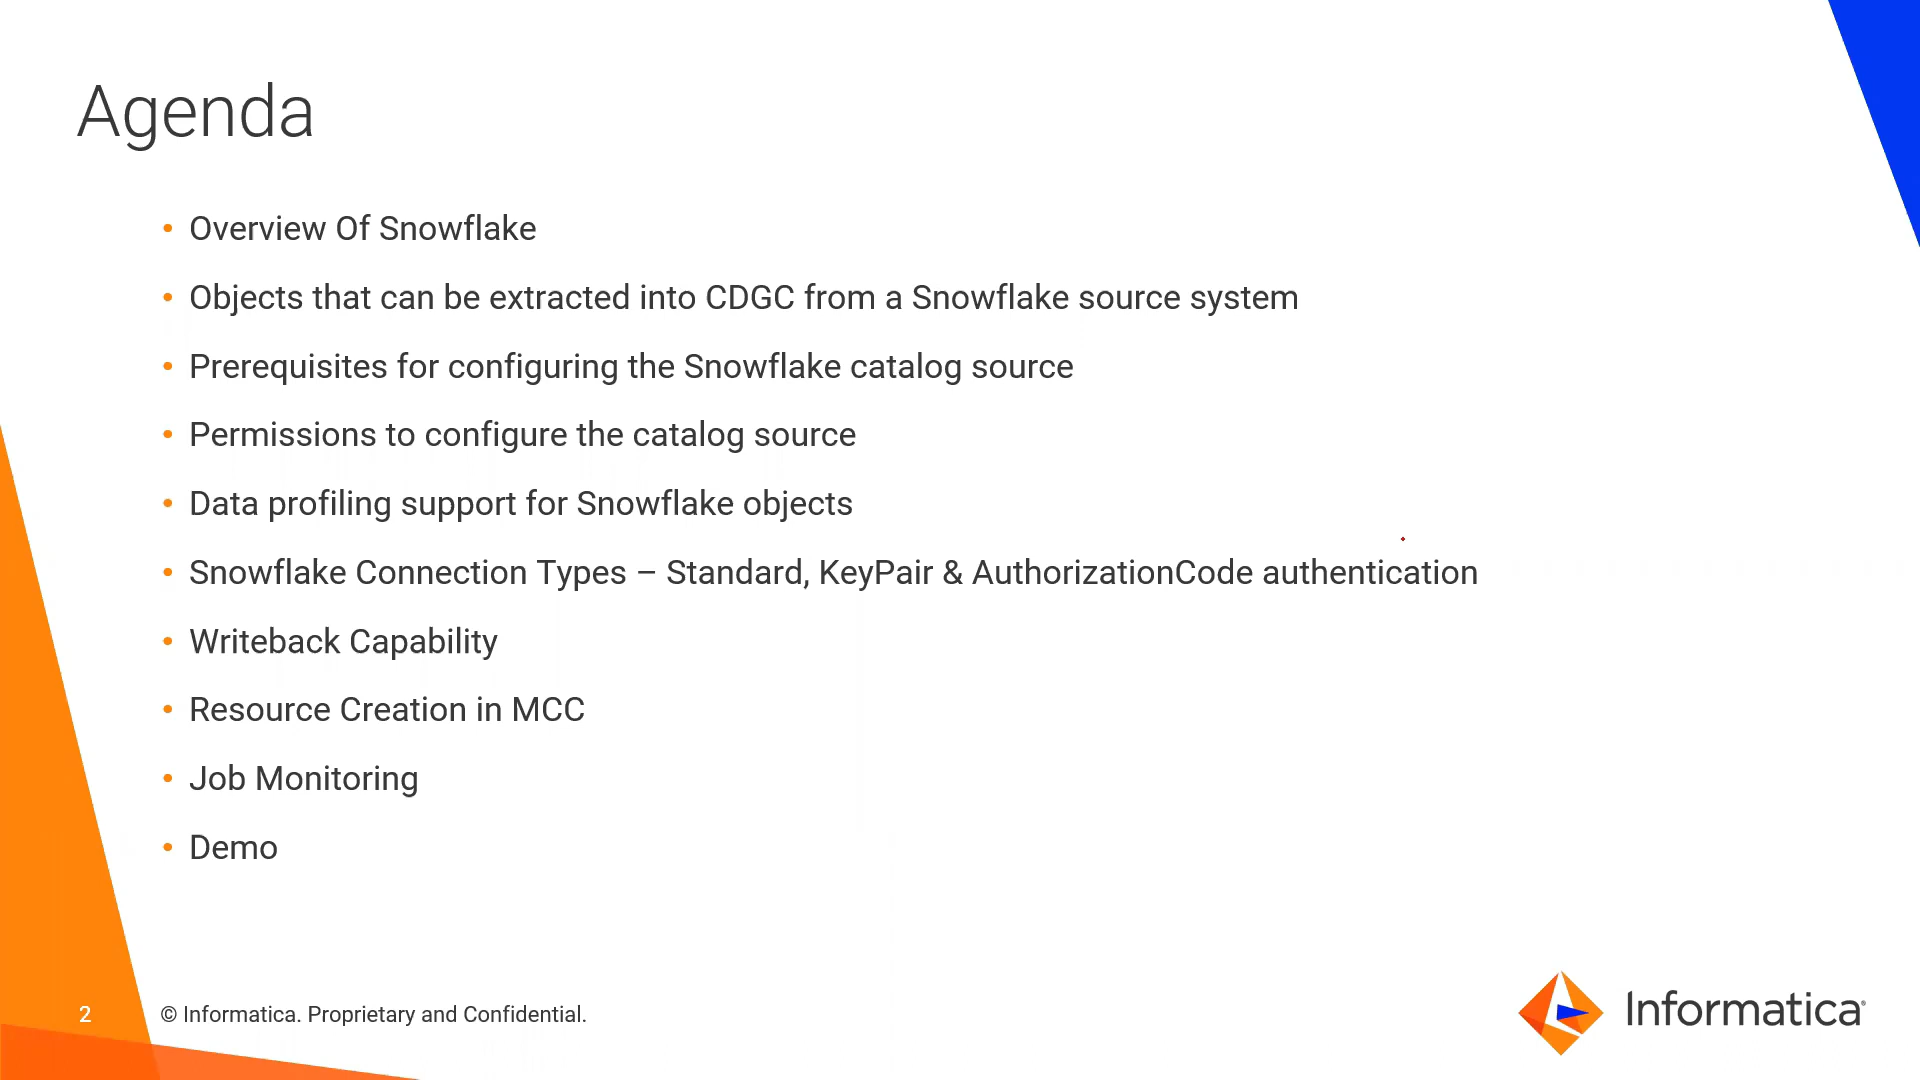 Agenda
• Overview Of Snowflake
• Objects that can be extracted into CDGC from a Snowflake source system
• Prerequisites for configuring the Snowflake catalog source
• Permissions to configure the catalog source
• Data profiling support for Snowflake objects
• Snowflake Connection Types – Standard, KeyPair & AuthorizationCode authentication
• Writeback Capability
• Resource Creation in MCC
• Job Monitoring
• Demo
2
© Informatica. Proprietary and Confidential.
Informatica®